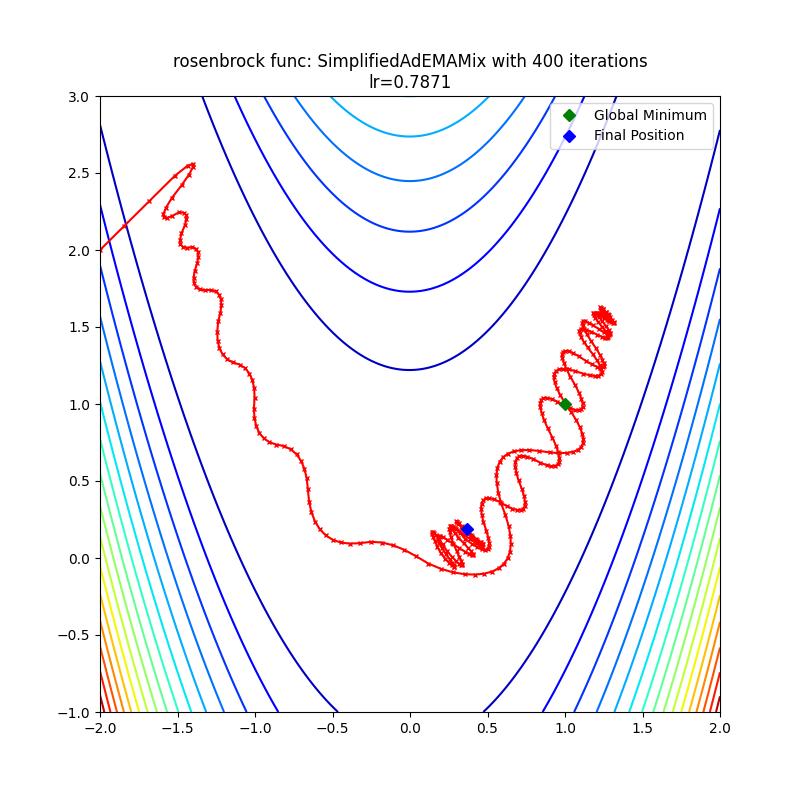 rosenbrock func: SimplifiedAdEMAMix with 400 iterations
lr=0.7871
Global Minimum
Final Position
3.0
2.5
2.0
1.5
1.0
0.5
0.0
−0.5
−1.0
−2.0 −1.5 −1.0 −0.5 0.0 0.5 1.0 1.5 2.0